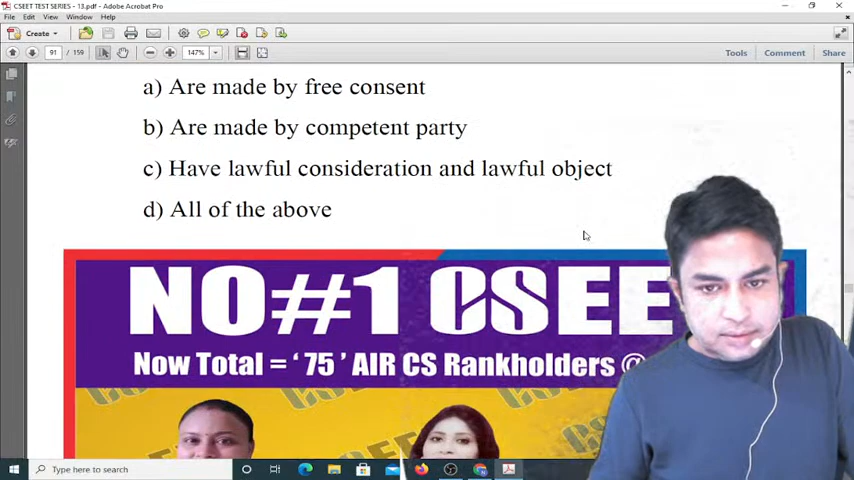 CSEET TEST SERIES - 13.pdf - Adobe Acrobat Pro
Edit View Window Help
Create
91 / 159
147%
Tools Comment Share
a) Are made by free consent
b) Are made by competent party
c) Have lawful consideration and lawful object
d) All of the above
NO#1 CSEE
Now Total = ‘ 75 ’ AIR CS Rankholders @
CSEE
Type here to search